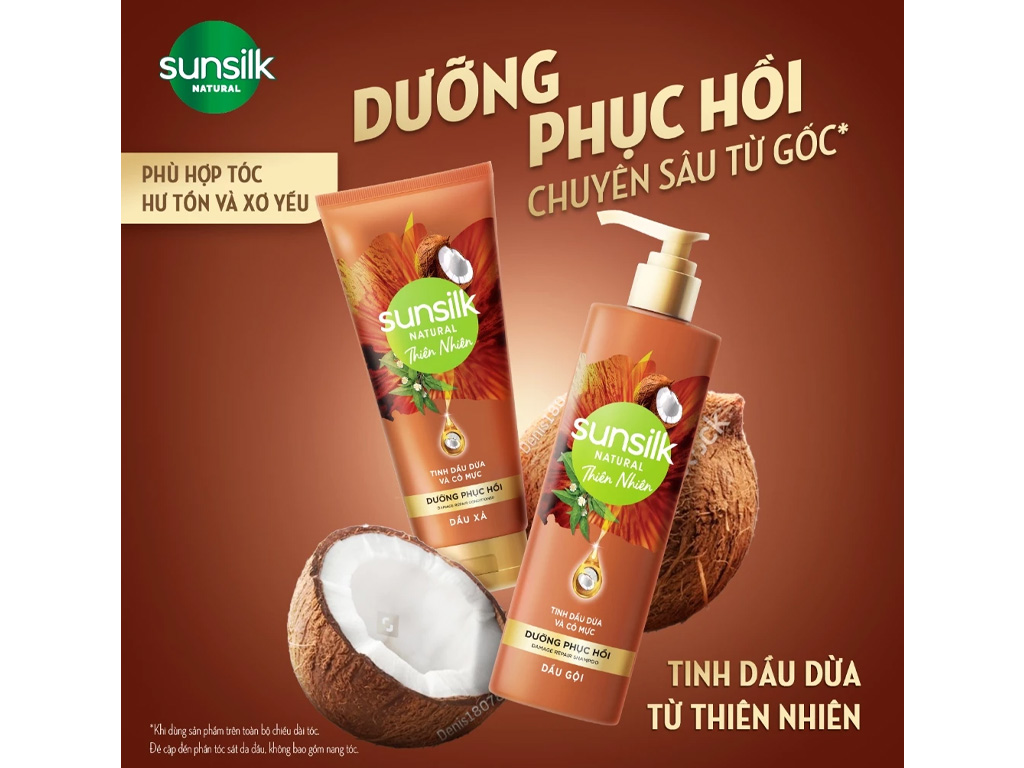 sunsilk
NATURAL
DƯỠNG
PHỤC HỒI
CHUYÊN SÂU TỪ GỐC*
PHÙ HỢP TÓC
HƯ TỔN VÀ XƠ YẾU
sunsilk
NATURAL
Thiên Nhiên
TINH DẦU DỪA
VÀ CỎ MỰC
DƯỠNG PHỤC HỒI
DAMAGE REPAIR CONDITIONER
DẦU XẢ
sunsilk
NATURAL
Thiên Nhiên
TINH DẦU DỪA
VÀ CỎ MỰC
DƯỠNG PHỤC HỒI
DAMAGE REPAIR SHAMPOO
DẦU GỘI
TINH DẦU DỪA
TỪ THIÊN NHIÊN
*Khi dùng sản phẩm trên toàn bộ chiều dài tóc.
Đề cập đến phần tóc sát da đầu, không bao gồm nang tóc.